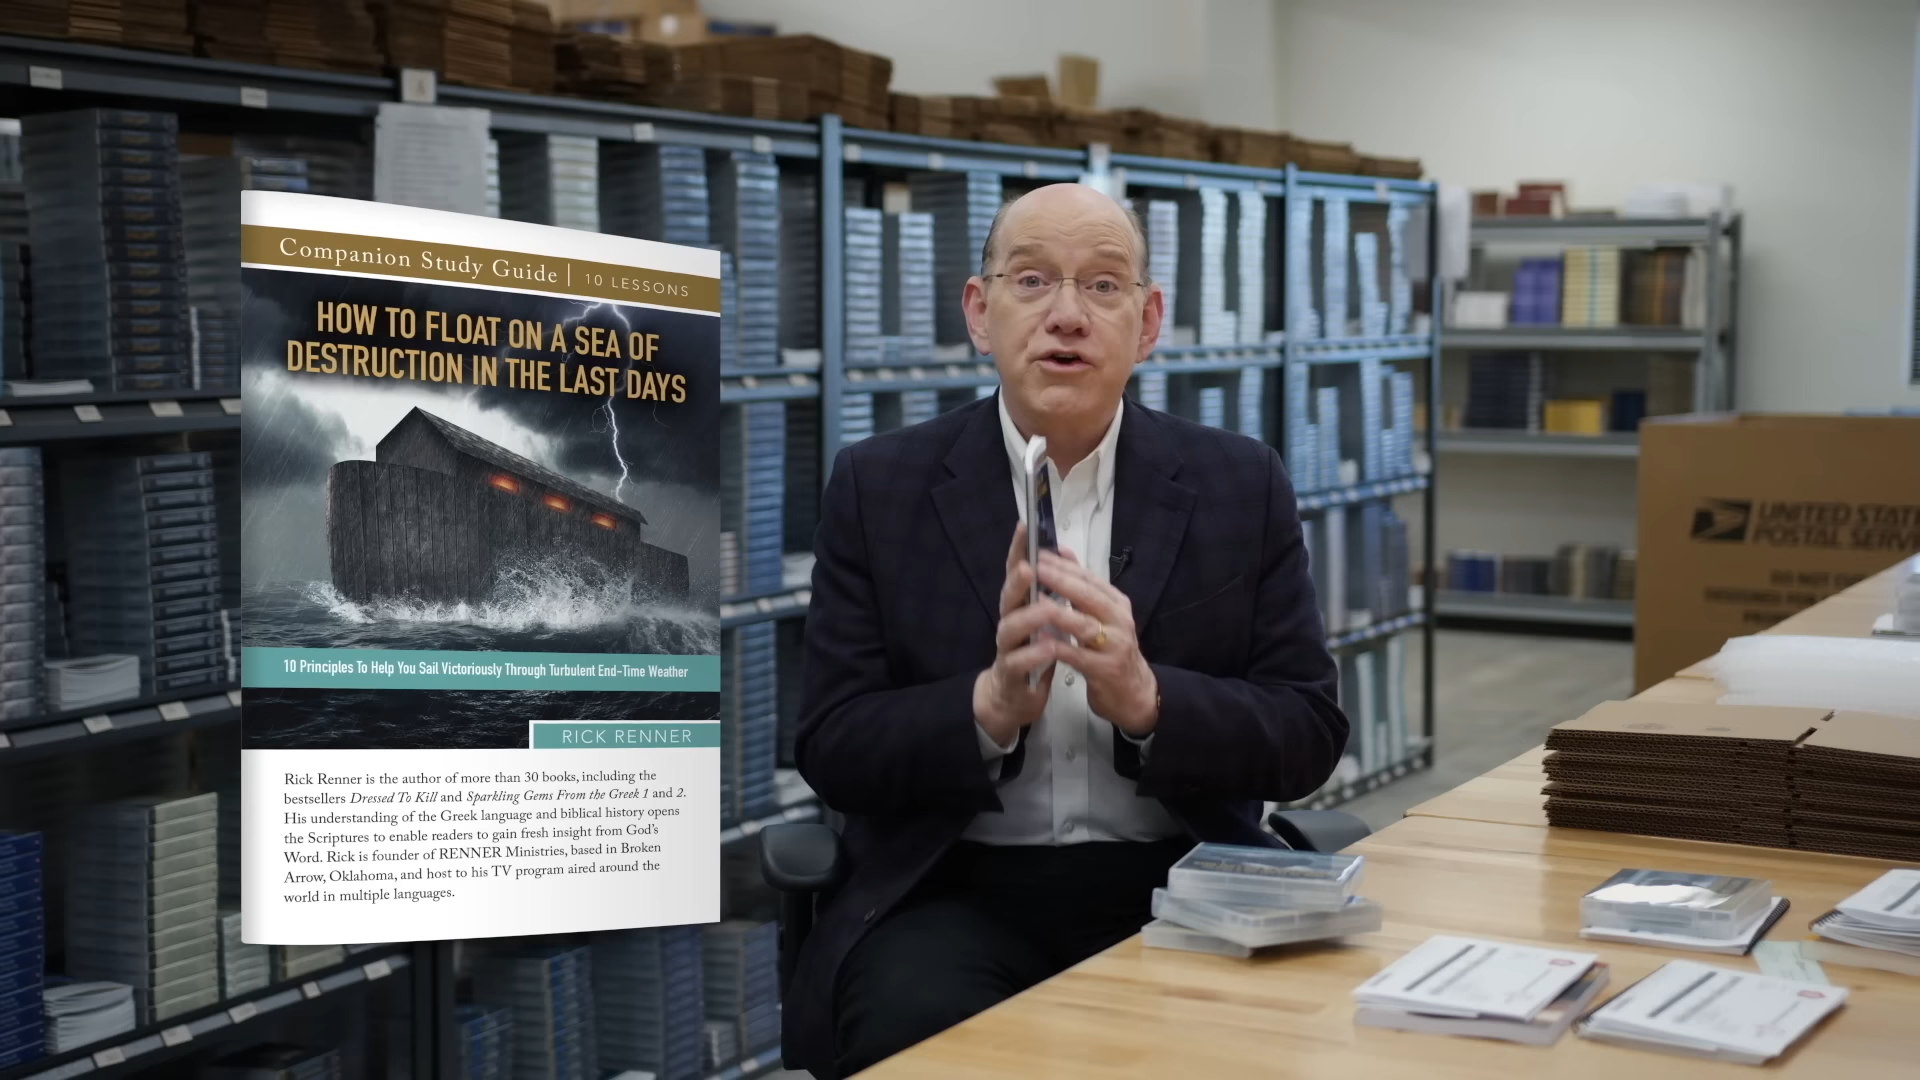 Companion Study Guide | 10 LESSONS
HOW TO FLOAT ON A SEA OF
DESTRUCTION IN THE LAST DAYS
10 Principles To Help You Sail Victoriously Through Turbulent End-Time Weather
RICK RENNER
Rick Renner is the author of more than 30 books, including the
bestsellers Dressed To Kill and Sparkling Gems From the Greek 1 and 2.
His understanding of the Greek language and biblical history opens
the Scriptures to enable readers to gain fresh insight from God's
Word. Rick is founder of RENNER Ministries, based in Broken
Arrow, Oklahoma, and host to his TV program aired around the
world in multiple languages.
UNITED STATE
POSTAL SERV